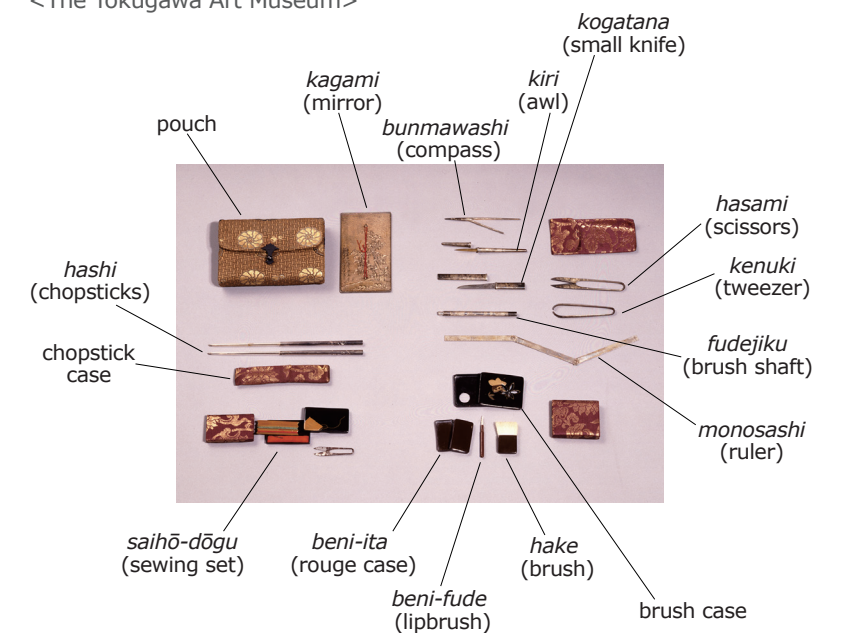 <The Tokugawa Art Museum>
kogatana
(small knife)
kagami
(mirror)
kiri
(awl)
pouch
bunmawashi
(compass)
hasami
(scissors)
hashi
(chopsticks)
kenuki
(tweezer)
chopstick
case
fudejiku
(brush shaft)
monosashi
(ruler)
saihō-dōgu
(sewing set)
beni-ita
(rouge case)
hake
(brush)
beni-fude
(lipbrush)
brush case